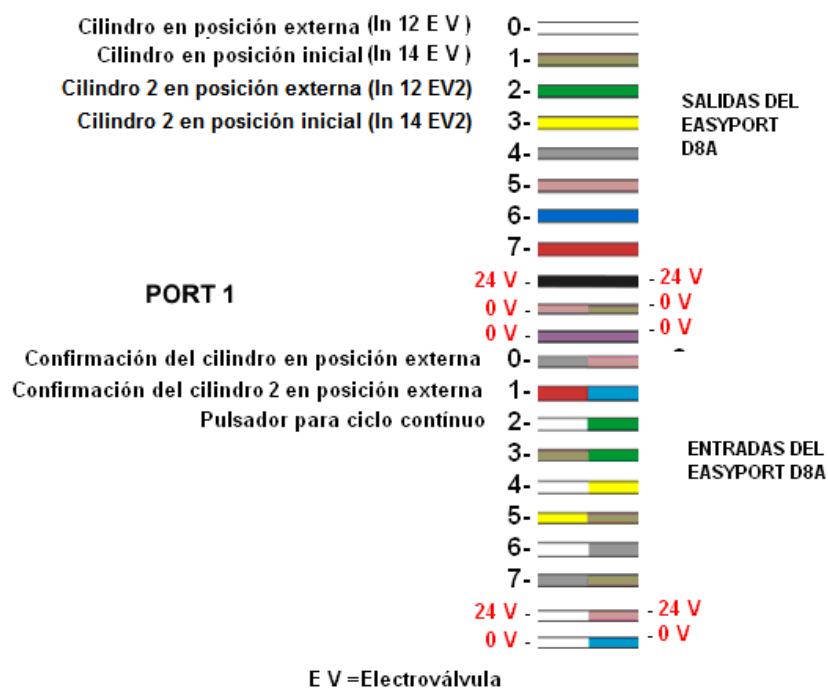 Cilindro en posición externa (In 12 E V ) 0-
Cilindro en posición inicial (In 14 E V ) 1-
Cilindro 2 en posición externa (In 12 EV2) 2-
Cilindro 2 en posición inicial (In 14 EV2) 3-
4-
5-
6-
7-
SALIDAS DEL
EASYPORT
D8A
24 V - - 24 V
PORT 1
0 V - - 0 V
0 V - - 0 V
Confirmación del cilindro en posición externa 0-
Confirmación del cilindro 2 en posición externa 1-
Pulsador para ciclo contínuo 2-
3-
4-
5-
6-
7-
ENTRADAS DEL
EASYPORT D8A
24 V - - 24 V
0 V - - 0 V
E V =Electroválvula